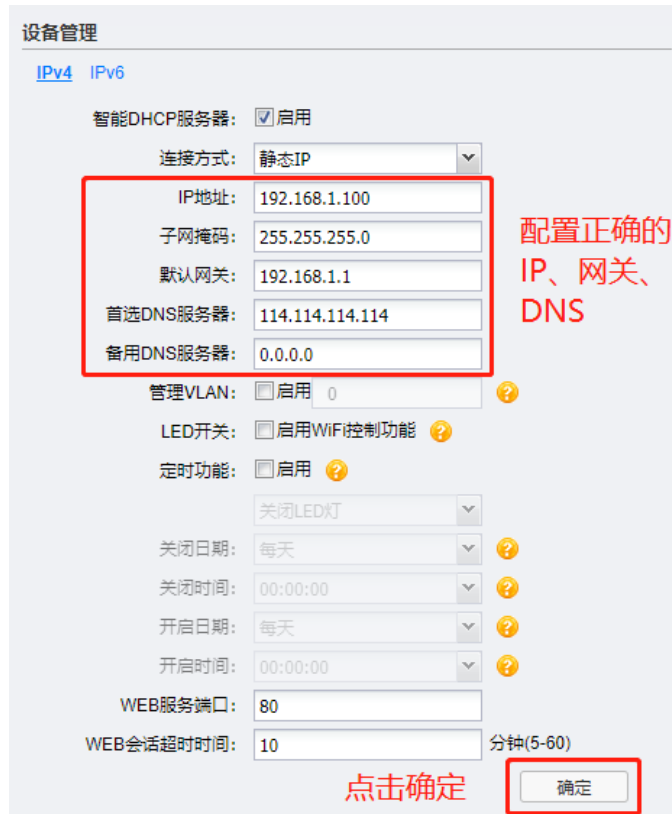 设备管理
IPv4 IPv6
智能DHCP服务器: 启用
连接方式: 静态IP
IP地址: 192.168.1.100
子网掩码: 255.255.255.0
默认网关: 192.168.1.1
首选DNS服务器: 114.114.114.114
备用DNS服务器: 0.0.0.0
配置正确的
IP、网关、
DNS
管理VLAN: 启用 0
LED开关: 启用WiFi控制功能
定时功能: 启用
关闭LED灯
关闭日期: 每天
关闭时间: 00:00:00
开启日期: 每天
开启时间: 00:00:00
WEB服务端口: 80
WEB会话超时时间: 10 分钟(5-60)
点击确定 确定